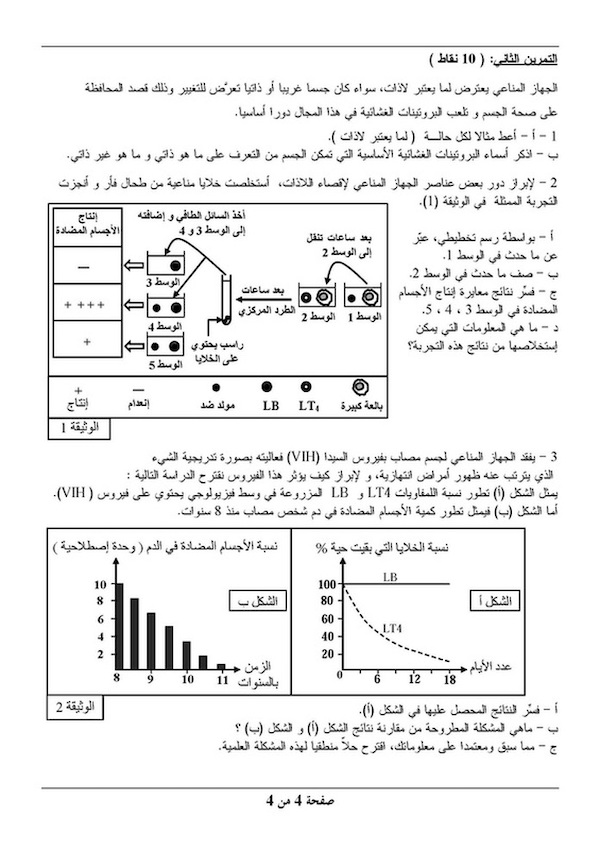 التمرين الثاني: ( 10 نقاط )
الجهاز المناعي يعترض لما يعتبر لاذات، سواء كان جسما غريبا أو ذاتيا تعرَّض للتغيير وذلك قصد المحافظة
على صحة الجسم و تلعب البروتينات الغشائية في هذا المجال دورا أساسيا.
1 – أ – أعط مثالا لكل حالـــة ( لما يعتبر لاذات ).
ب – اذكر أسماء البروتينات الغشائية الأساسية التي تمكن الجسم من التعرف على ما هو ذاتي و ما هو غير ذاتي.
2 – لإبراز دور بعض عناصر الجهاز المناعي لإقصاء اللاذات، أستخلصت خلايا مناعية من طحال فأر و أنجزت
التجربة الممثلة في الوثيقة (1).
أ – بواسطة رسم تخطيطي، عبّر
عن ما حدث في الوسط 1.
ب – صف ما حدث في الوسط 2.
ج – فسِّر نتائج معايرة إنتاج الأجسام
المضادة في الوسط 3 ، 4 ، 5.
د – ما هي المعلومات التي يمكن
إستخلاصها من نتائج هذه التجربة؟
إنتاج
الأجسام المضادة
أخذ السائل الطافي و إضافته
إلى الوسط 3 و 4
بعد ساعات تنقل
إلى الوسط 2
—
الوسط 3
+ +++
الوسط 4
+
الوسط 5
بعد ساعات
الطرد المركزي
الوسط 2
الوسط 1
راسب يحتوي
على الخلايا
+
إنتاج
—
إنعدام
مولد ضد
LB
LT4
بالعة كبيرة
الوثيقة 1
3 – يفقد الجهاز المناعي لجسم مصاب بفيروس السيدا (VIH) فعاليته بصورة تدريجية الشيء
الذي يترتب عنه ظهور أمراض انتهازية، و لإبراز كيف يؤثر هذا الفيروس نقترح الدراسة التالية :
يمثل الشكل (أ) تطور نسبة اللمفاويات LT4 و LB المزروعة في وسط فيزيولوجي يحتوي على فيروس ( VIH).
أما الشكل (ب) فيمثل تطور كمية الأجسام المضادة في دم شخص مصاب منذ 8 سنوات.
نسبة الخلايا التي بقيت حية %
100
80
60
40
20
0
6
12
18
LB
LT4
الشكل أ
عدد الأيام
نسبة الأجسام المضادة في الدم ( وحدة إصطلاحية )
10
8
6
4
2
8
9
10
11
الشكل ب
الزمن
بالسنوات
الوثيقة 2
أ – فسِّر النتائج المحصل عليها في الشكل (أ).
ب – ماهي المشكلة المطروحة من مقارنة نتائج الشكل (أ) و الشكل (ب) ؟
ج – مما سبق ومعتمدا على معلوماتك، اقترح حلاً منطقيا لهذه المشكلة العلمية.
صفحة 4 من 4